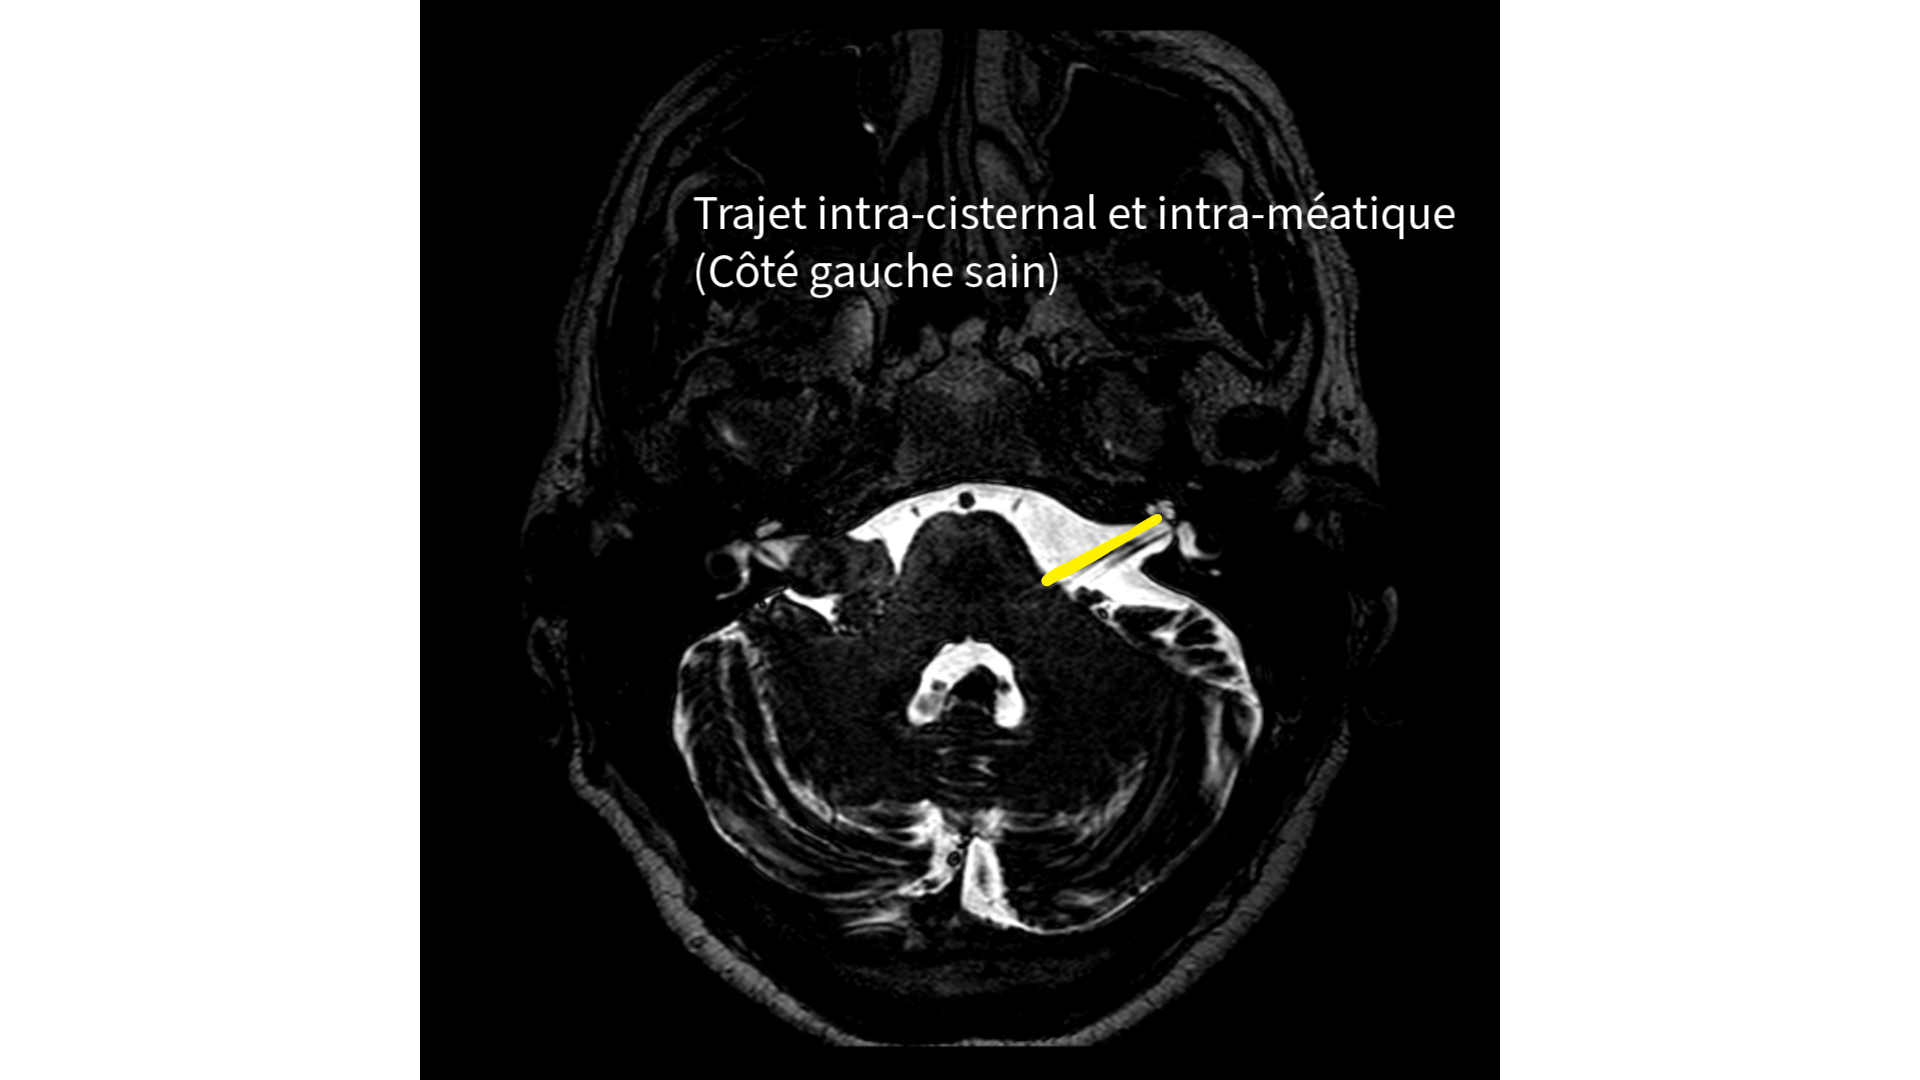 Trajet intra-cisternal et intra-méatique
(Côté gauche sain)